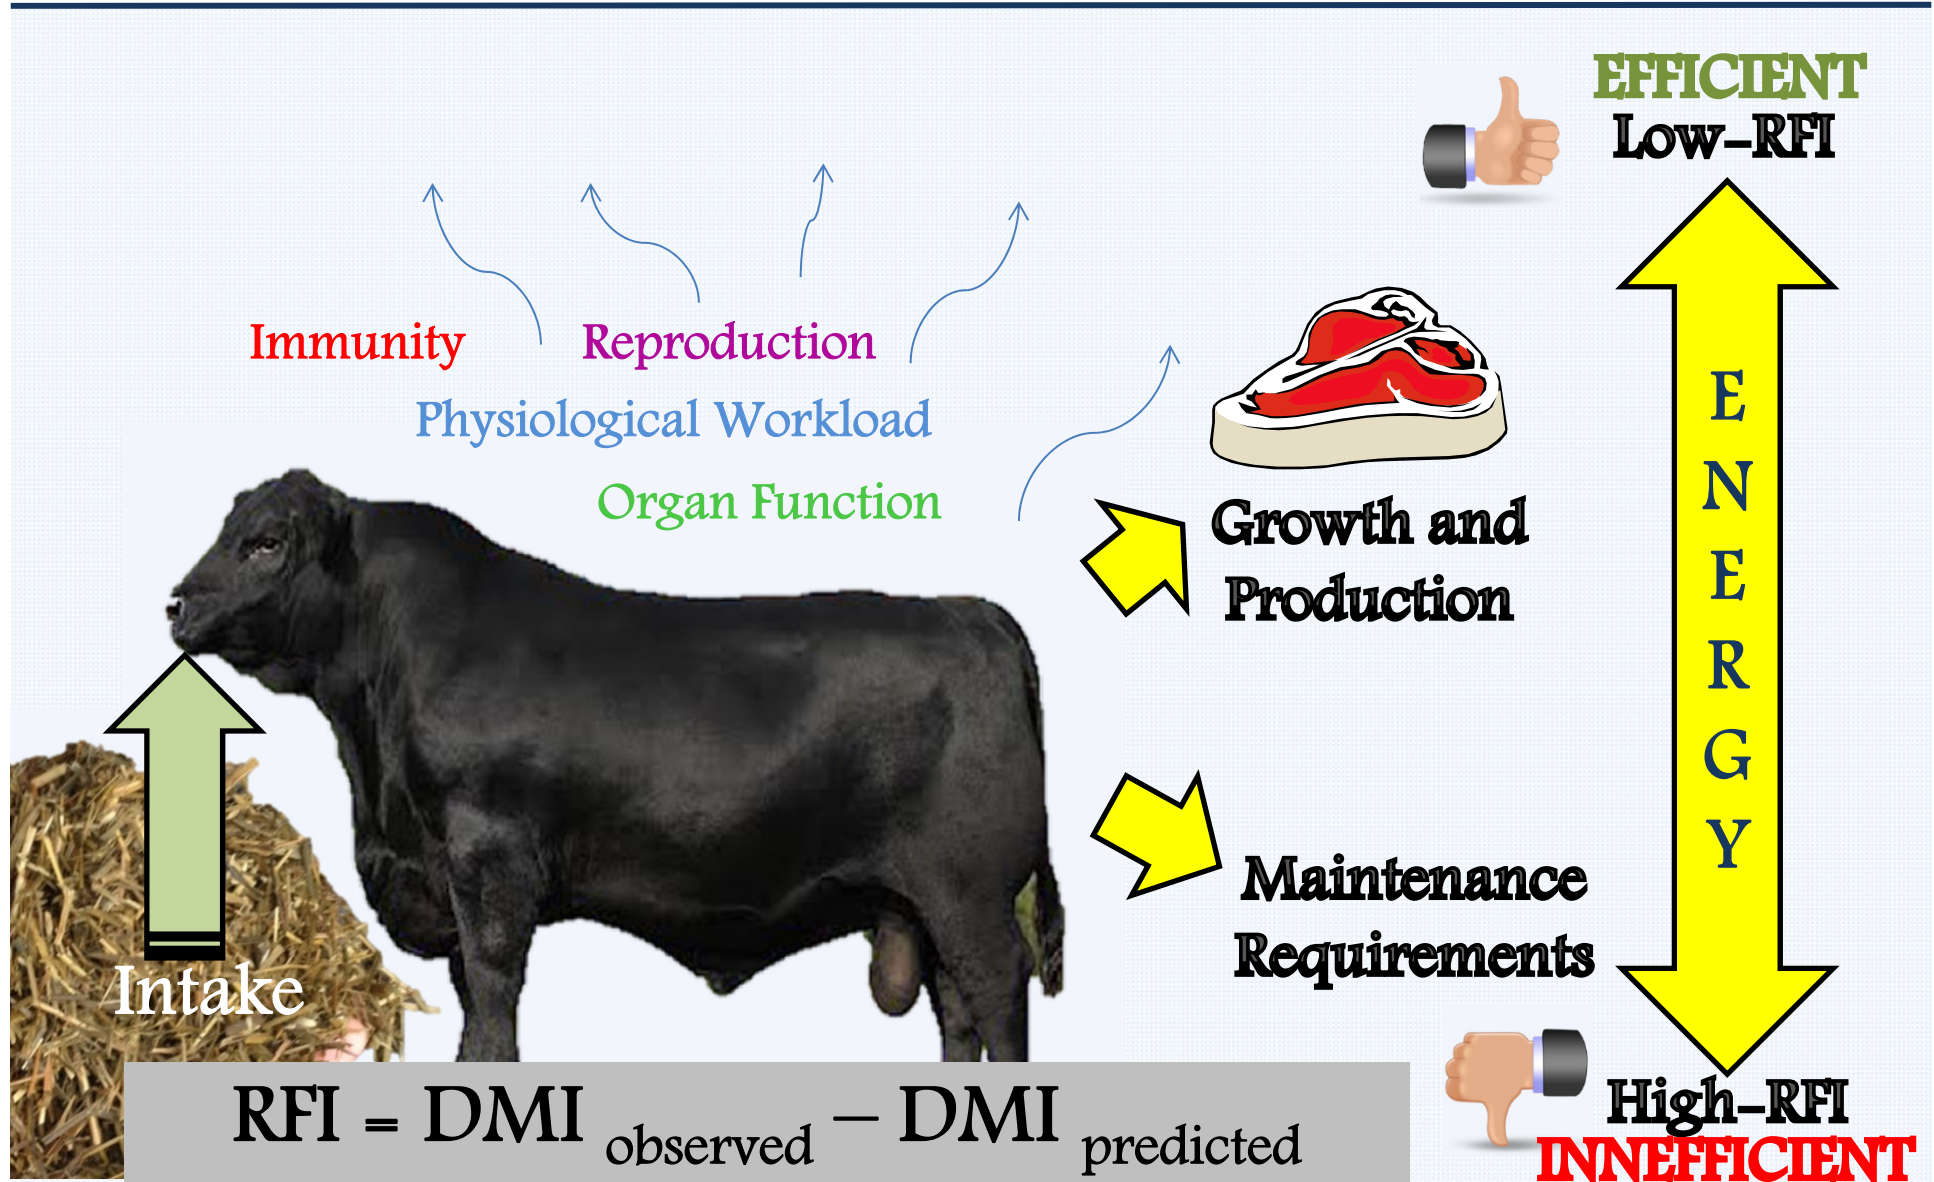 EFFICIENT
Low-RFI
Immunity
Reproduction
Physiological Workload
Organ Function
Growth and
Production
E
N
E
R
G
Y
Maintenance
Requirements
Intake
High-RFI
INNEFFICIENT
RFI = DMI observed – DMI predicted